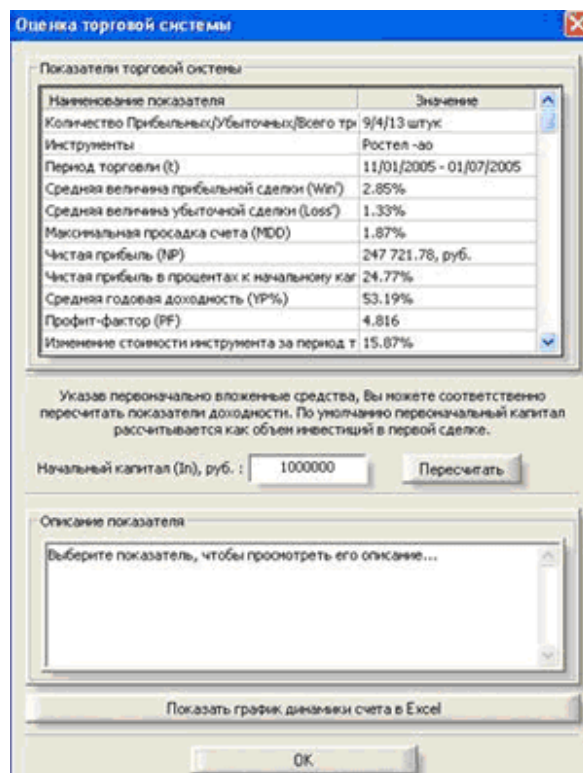 Оценка торговой системы
Показатели торговой системы
Наименование показателя Значение
Количество Прибыльных/Убыточных/Всего тр 9/4/13 штук
Инструменты Ростел -ао
Период торговли (t) 11/01/2005 - 01/07/2005
Средняя величина прибыльной сделки (Win') 2.85%
Средняя величина убыточной сделки (Loss') 1.33%
Максимальная просадка счета (MDD) 1.87%
Чистая прибыль (NP) 247 721.78, руб.
Чистая прибыль в процентах к начальному кап 24.77%
Средняя годовая доходность (YP%) 53.19%
Профит-фактор (PF) 4.816
Изменение стоимости инструмента за период т 15.87%
Указав первоначально вложенные средства, Вы можете соответственно
пересчитать показатели доходности. По умолчанию первоначальный капитал
рассчитывается как объем инвестиций в первой сделке.
Начальный капитал (In), руб. : 1000000 Пересчитать
Описание показателя
Выберите показатель, чтобы просмотреть его описание...
Показать график динамики счета в Excel
OK